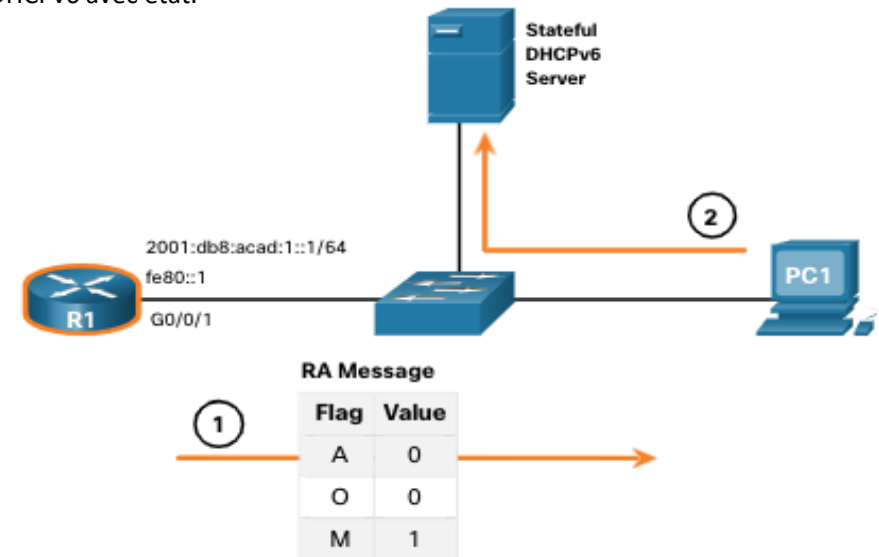 avec état.
Stateful
DHCPv6
Server
2
2001:db8:acad:1::1/64
fe80::1
PC1
R1
G0/0/1
RA Message
1
Flag Value
A 0
O 0
M 1